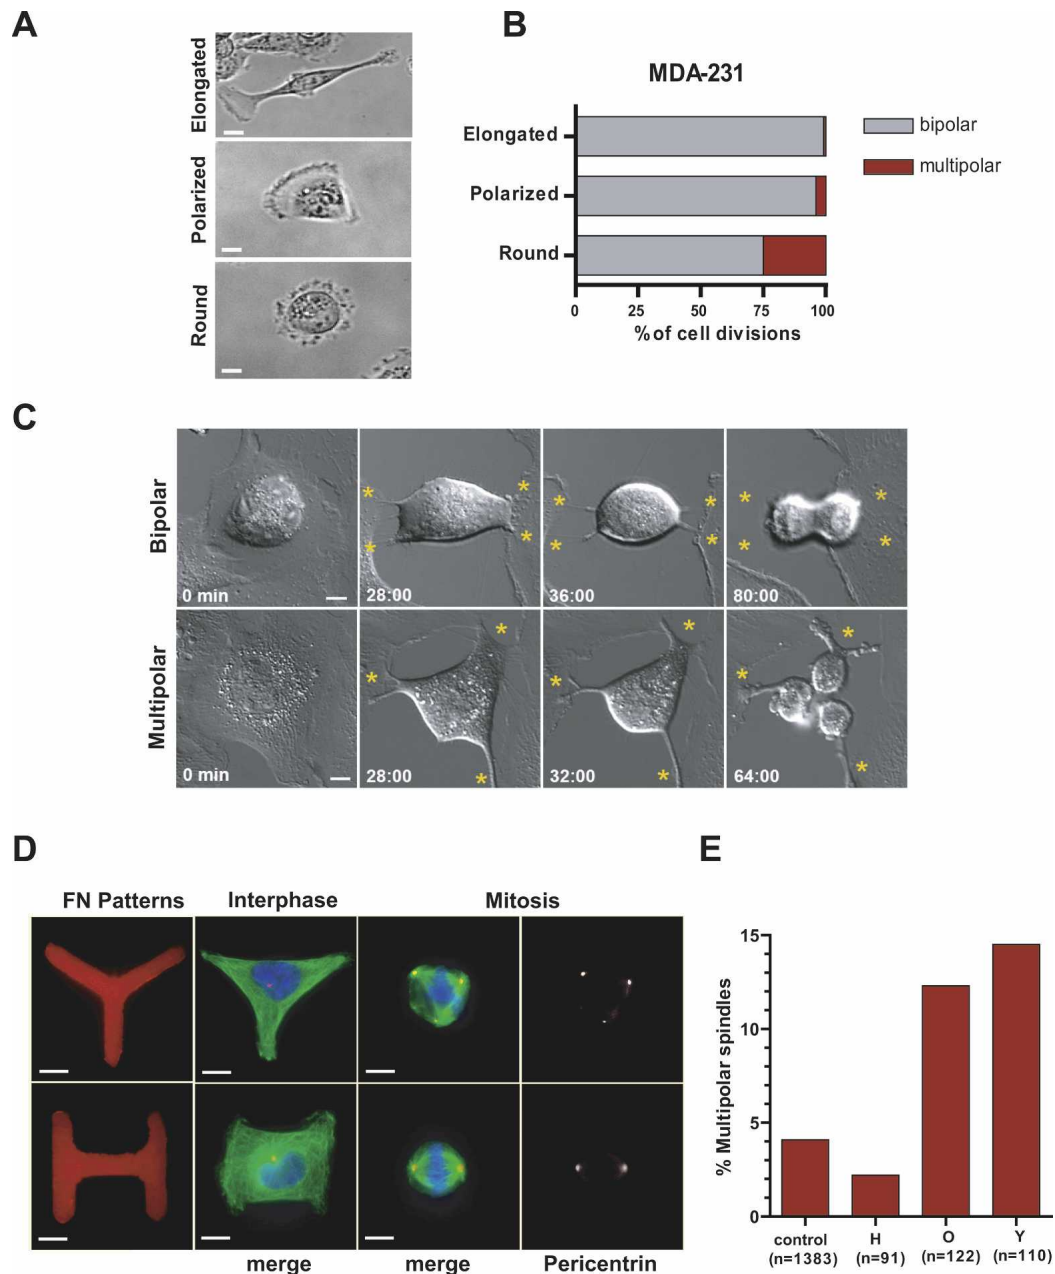 A
Elongated
Polarized
Round
B
MDA-231
Elongated
Polarized
Round
0 25 50 75 100
% of cell divisions
bipolar
multipolar
C
Bipolar
0 min
28:00
36:00
80:00
Multipolar
0 min
28:00
32:00
64:00
D
FN Patterns
Interphase
Mitosis
merge
merge
Pericentrin
E
% Multipolar spindles
15
10
5
0
control H O Y
(n=1383) (n=91) (n=122) (n=110)